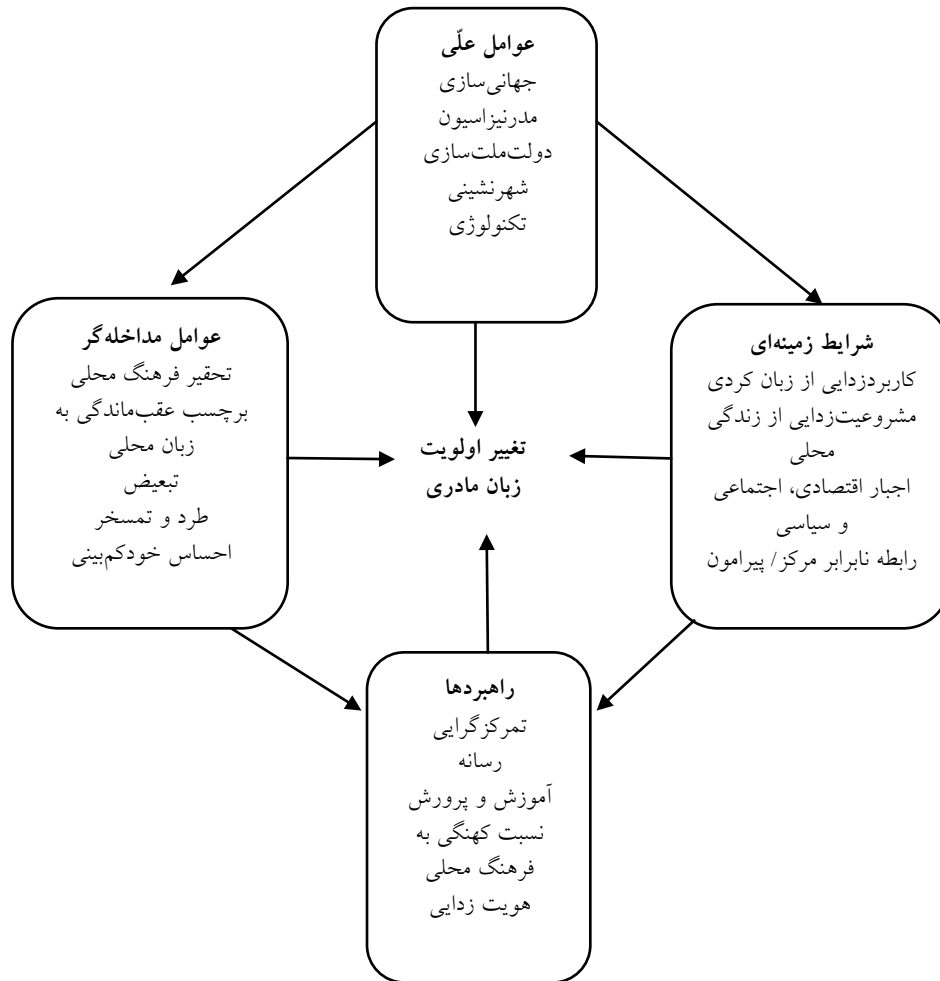 عوامل علّی
جهانی‌سازی
مدرنیزاسیون
دولت‌ملت‌سازی
شهرنشینی
تکنولوژی
شرایط زمینه‌ای
کاربردزدایی از زبان کردی
مشروعیت‌زدایی از زندگی
محلی
اجبار اقتصادی، اجتماعی
و سیاسی
رابطه نابرابر مرکز/ پیرامون
تغییر اولویت
زبان مادری
عوامل مداخله‌گر
تحقیر فرهنگ محلی
برچسب عقب‌ماندگی به
زبان محلی
تبعیض
طرد و تمسخر
احساس خودکم‌بینی
راهبردها
تمرکزگرایی
رسانه
آموزش و پرورش
نسبت کهنگی به
فرهنگ محلی
هویت زدایی